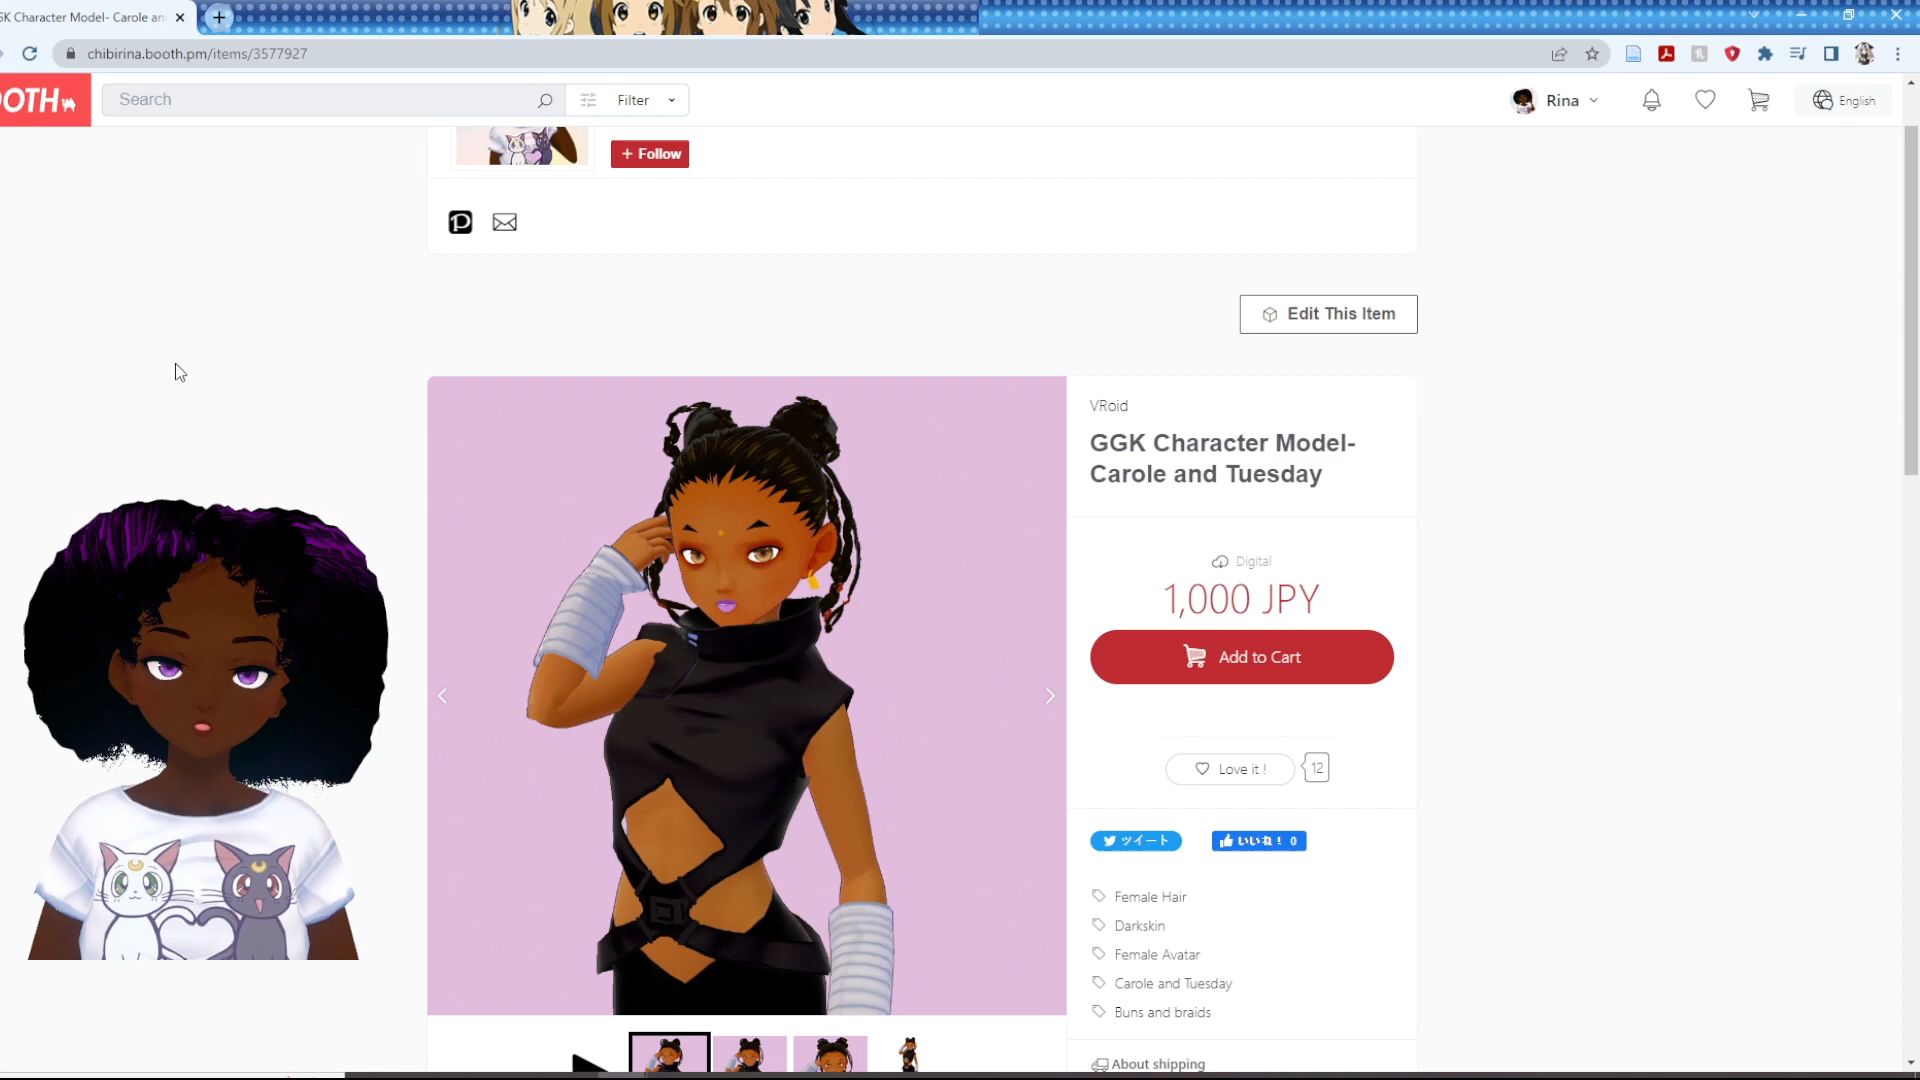 GK Character Model- Carole an
chibirina.booth.pm/items/3577927
OOTH
Search
Filter
Rina
English
+ Follow
Edit This Item
VRoid
GGK Character Model-
Carole and Tuesday
Digital
1,000 JPY
Add to Cart
Love it !
12
ツイート
いいね！ 0
Female Hair
Darkskin
Female Avatar
Carole and Tuesday
Buns and braids
About shipping